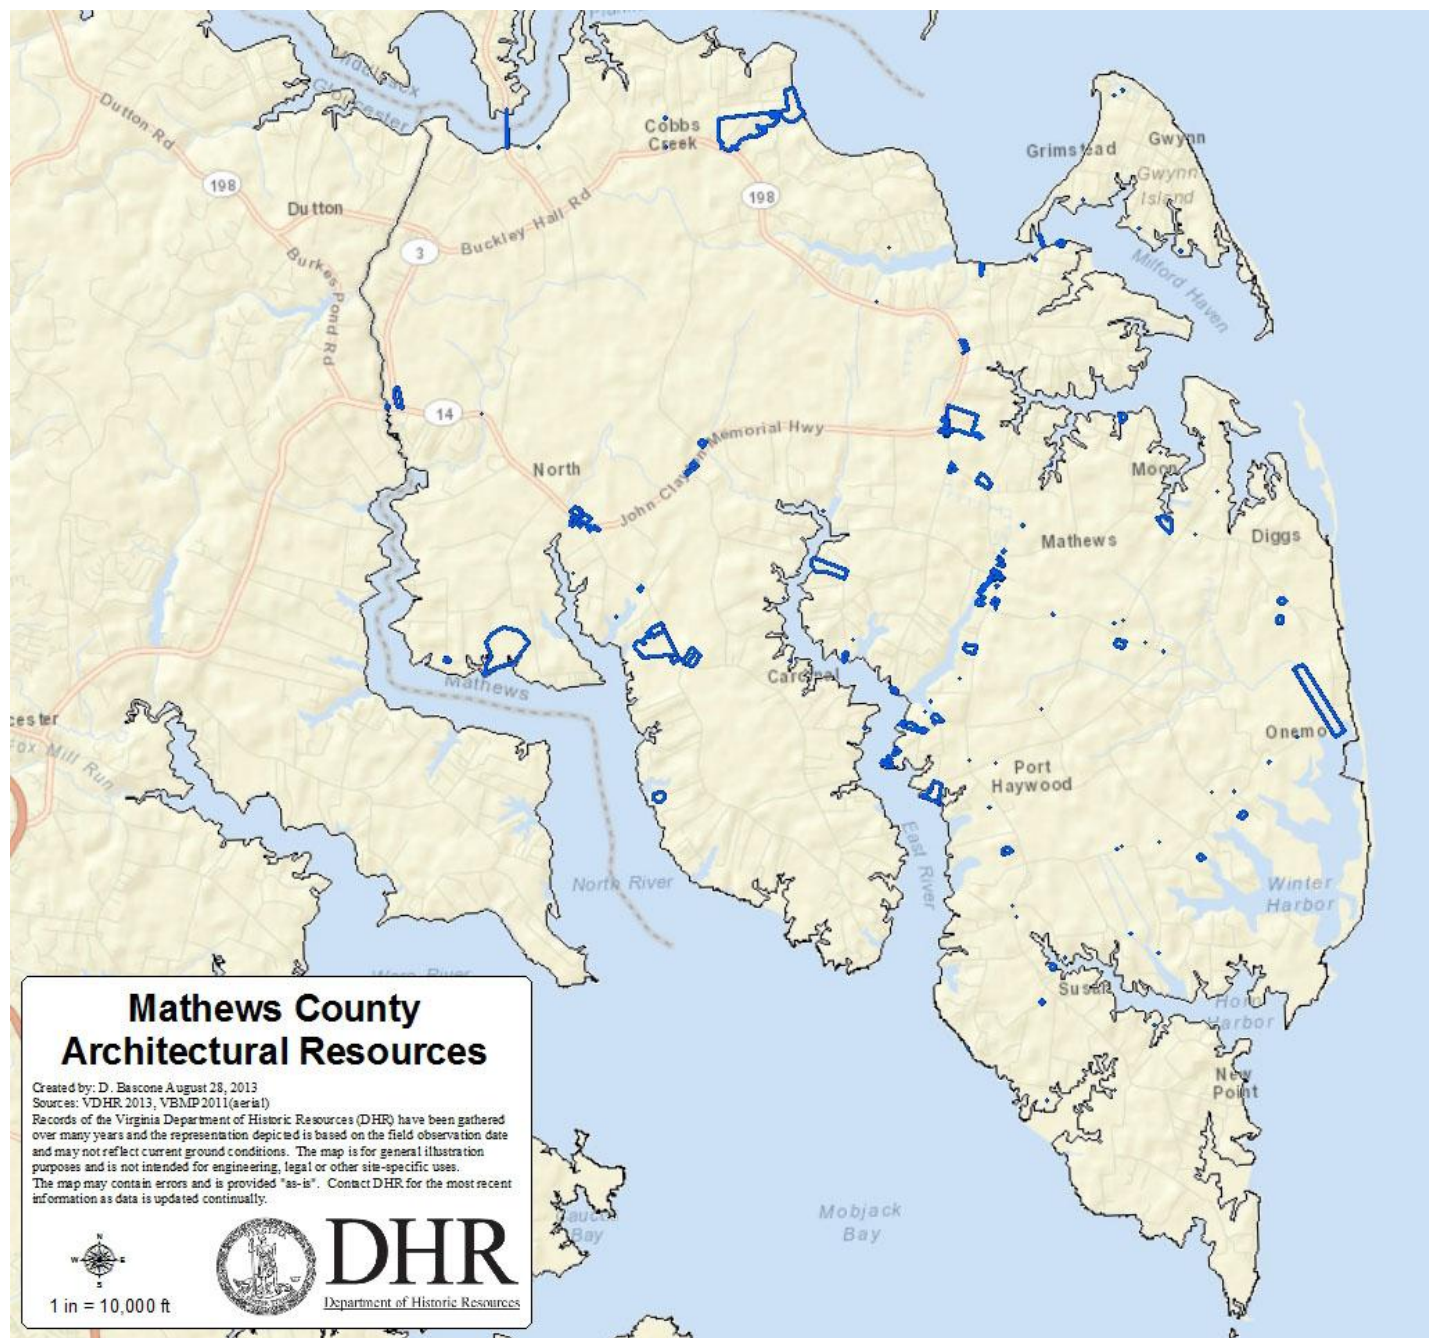 Middlesex
Gloucester
Dutton Rd
198
Dutton
Burkes Pond Rd
3
Buckley Hall Rd
Cobbs
Creek
198
Grimstead
Gwynn
Gwynn
Island
Milford Haven
14
North
John Clayton Memorial Hwy
Moon
Mathews
Diggs
Mathews
Cardinal
Onemo
Port
Haywood
Fox Mill Run
East River
North River
Winter
Harbor
Ware River
Susan
Horn
Harbor
New
Point
Mobjack
Bay
Bay
Mathews County
Architectural Resources
Created by: D. Bascone August 28, 2013
Sources: VDHR 2013, VBMP 2011(aerial)
Records of the Virginia Department of Historic Resources (DHR) have been gathered
over many years and the representation depicted is based on the field observation date
and may not reflect current ground conditions. The map is for general illustration
purposes and is not intended for engineering, legal or other site-specific uses.
The map may contain errors and is provided "as-is". Contact DHR for the most recent
information as data is updated continually.
N
W E
S
1 in = 10,000 ft
DHR
Department of Historic Resources